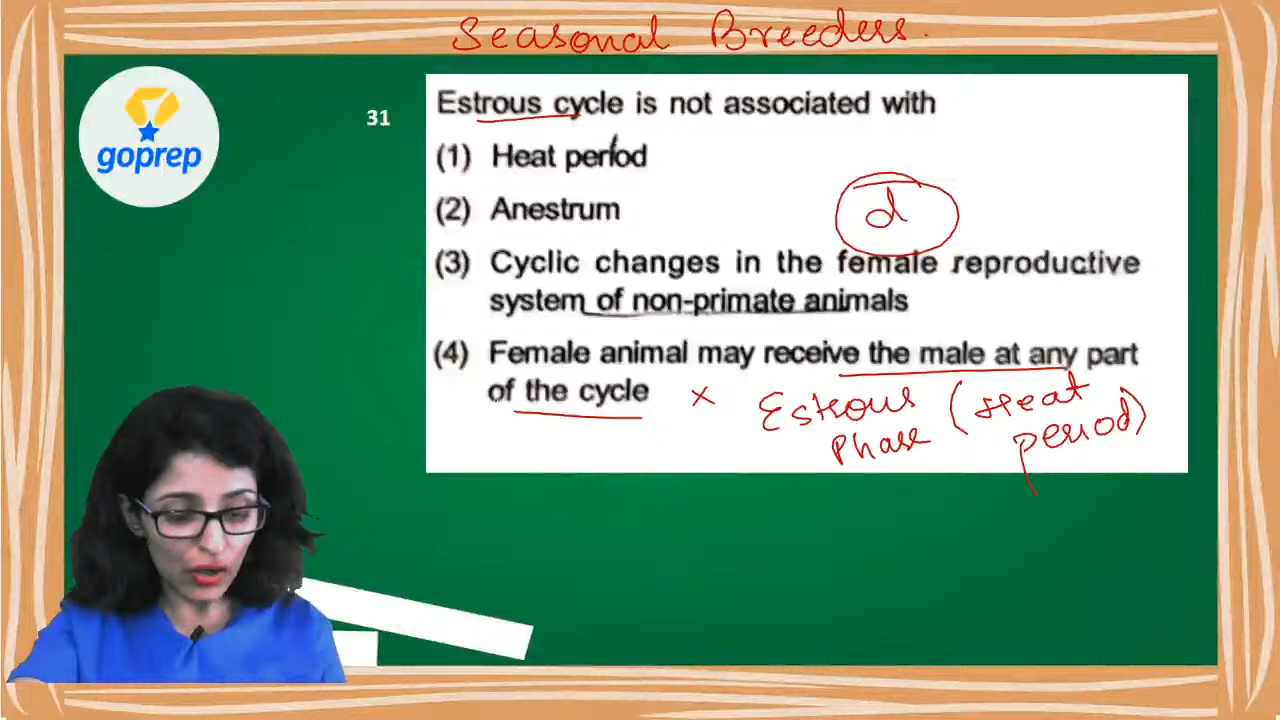 Seasonal Breeders.
goprep
31
Estrous cycle is not associated with
(1) Heat period
(2) Anestrum
d
(3) Cyclic changes in the female reproductive
system of non-primate animals
(4) Female animal may receive the male at any part
of the cycle × Estrous (Heat
Phase period)